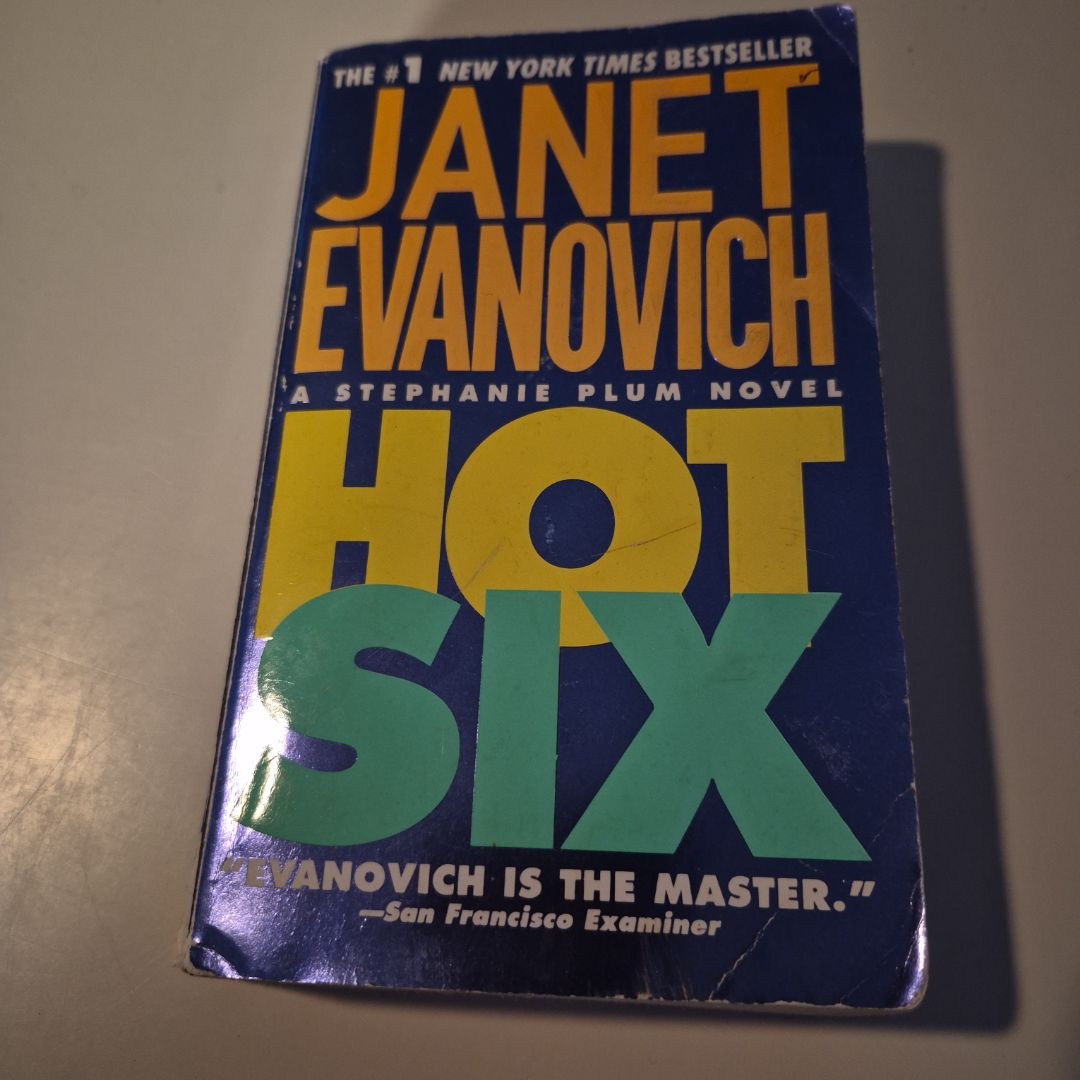 THE #1 NEW YORK TIMES BESTSELLER
JANET
EVANOVICH
A STEPHANIE PLUM NOVEL
HOT
SIX
“EVANOVICH IS THE MASTER.”
—San Francisco Examiner